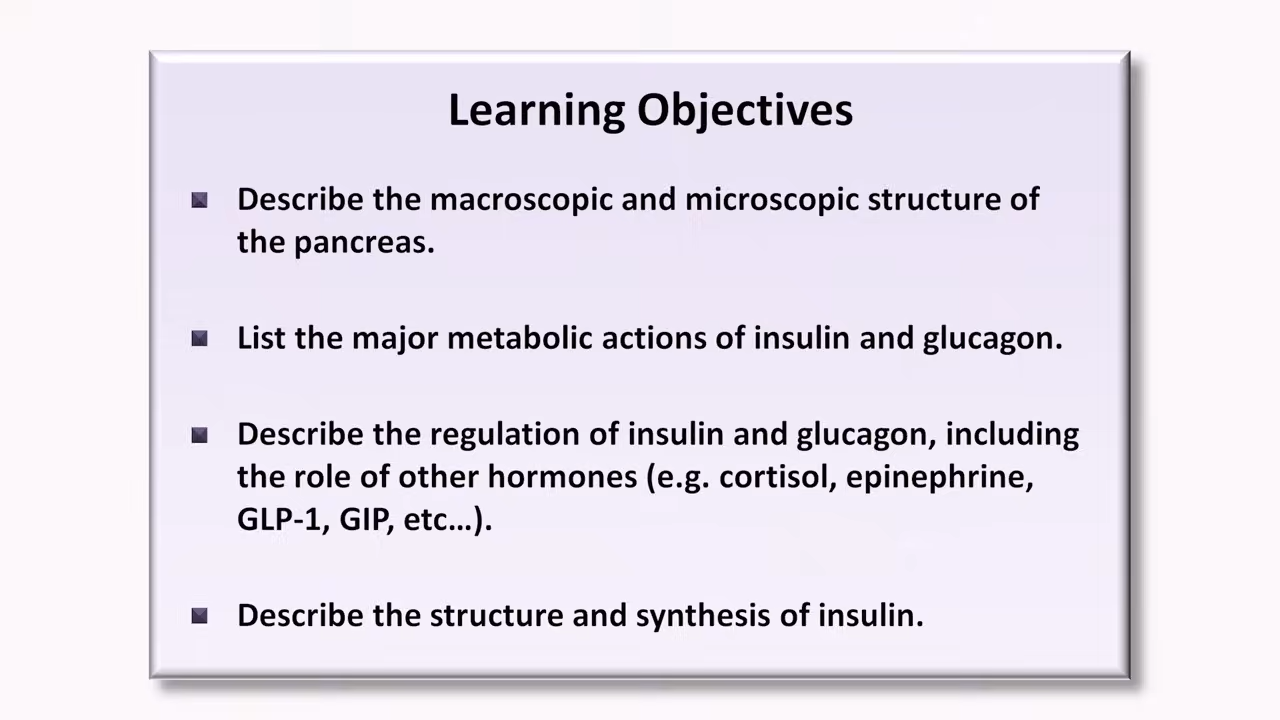 Learning Objectives
Describe the macroscopic and microscopic structure of
the pancreas.
List the major metabolic actions of insulin and glucagon.
Describe the regulation of insulin and glucagon, including
the role of other hormones (e.g. cortisol, epinephrine,
GLP-1, GIP, etc...).
Describe the structure and synthesis of insulin.